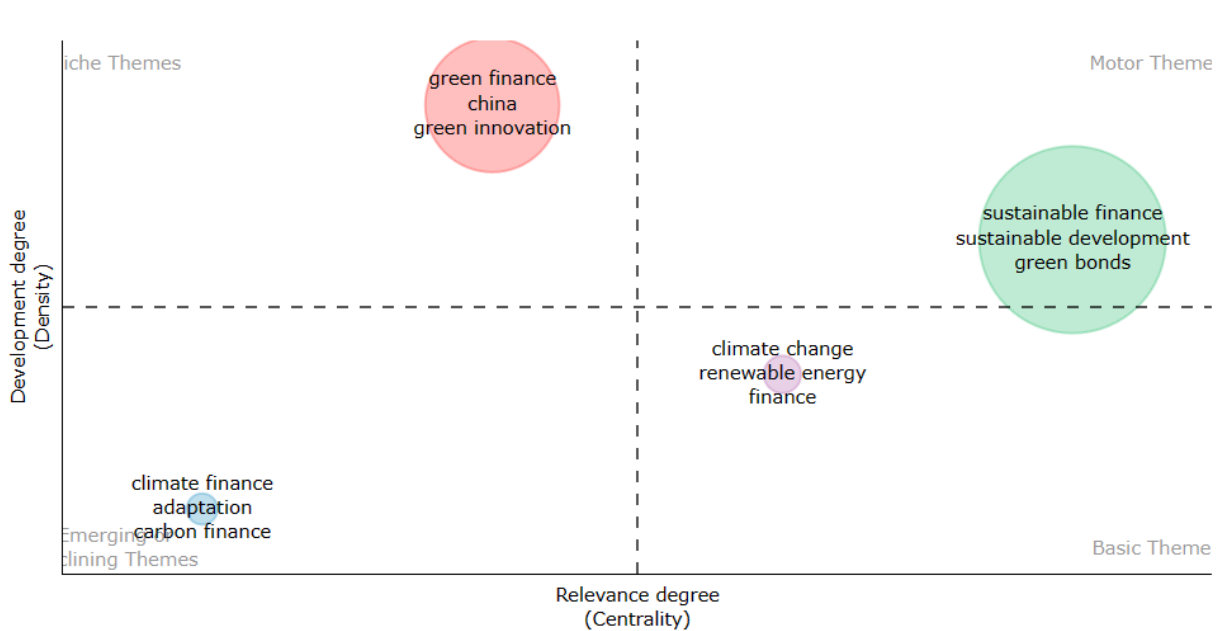 iche Themes
Motor Theme
green finance
china
green innovation
sustainable finance
sustainable development
green bonds
climate change
renewable energy
finance
climate finance
adaptation
carbon finance
Emerging or
clining Themes
Basic Theme
Development degree
(Density)
Relevance degree
(Centrality)